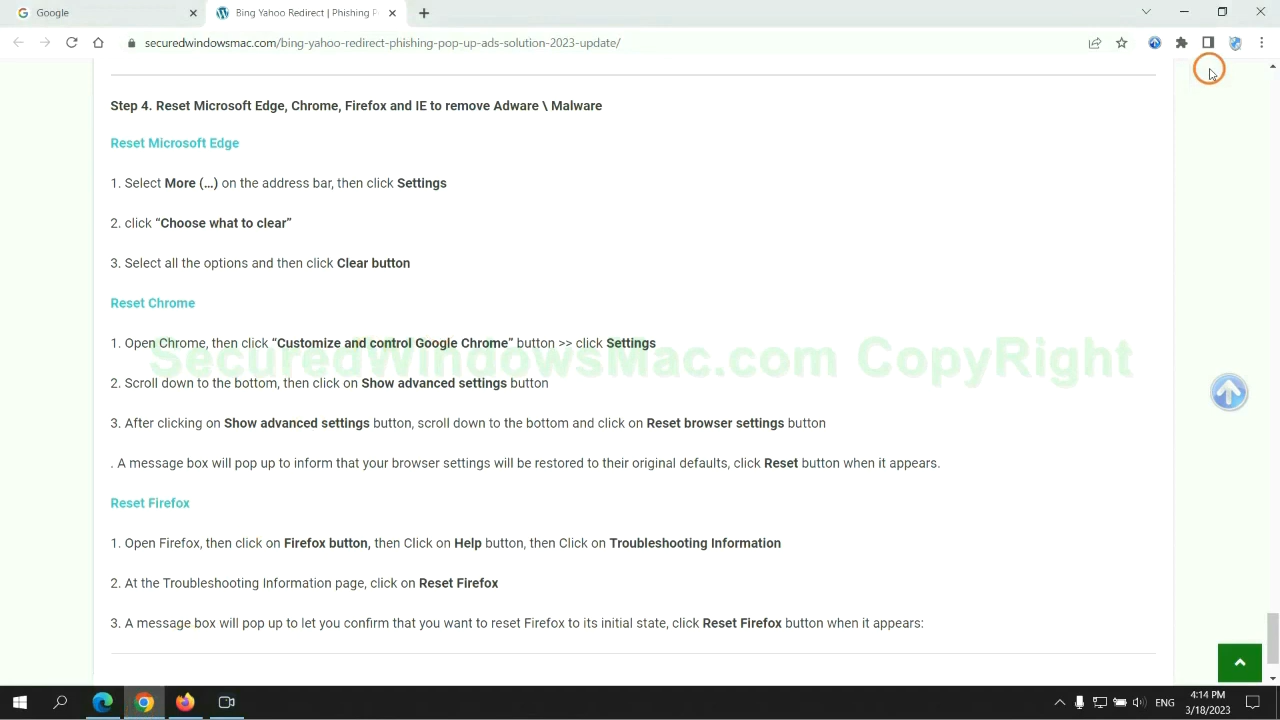 Google
Bing Yahoo Redirect | Phishing P
securedwindowsmac.com/bing-yahoo-redirect-phishing-pop-up-ads-solution-2023-update/
Step 4. Reset Microsoft Edge, Chrome, Firefox and IE to remove Adware \ Malware
Reset Microsoft Edge
1. Select More (…) on the address bar, then click Settings
2. click “Choose what to clear”
3. Select all the options and then click Clear button
Reset Chrome
1. Open Chrome, then click “Customize and control Google Chrome” button >> click Settings
SecuredWindowsMac.com CopyRight
2. Scroll down to the bottom, then click on Show advanced settings button
3. After clicking on Show advanced settings button, scroll down to the bottom and click on Reset browser settings button
. A message box will pop up to inform that your browser settings will be restored to their original defaults, click Reset button when it appears.
Reset Firefox
1. Open Firefox, then click on Firefox button, then Click on Help button, then Click on Troubleshooting Information
2. At the Troubleshooting Information page, click on Reset Firefox
3. A message box will pop up to let you confirm that you want to reset Firefox to its initial state, click Reset Firefox button when it appears:
ENG
4:14 PM
3/18/2023